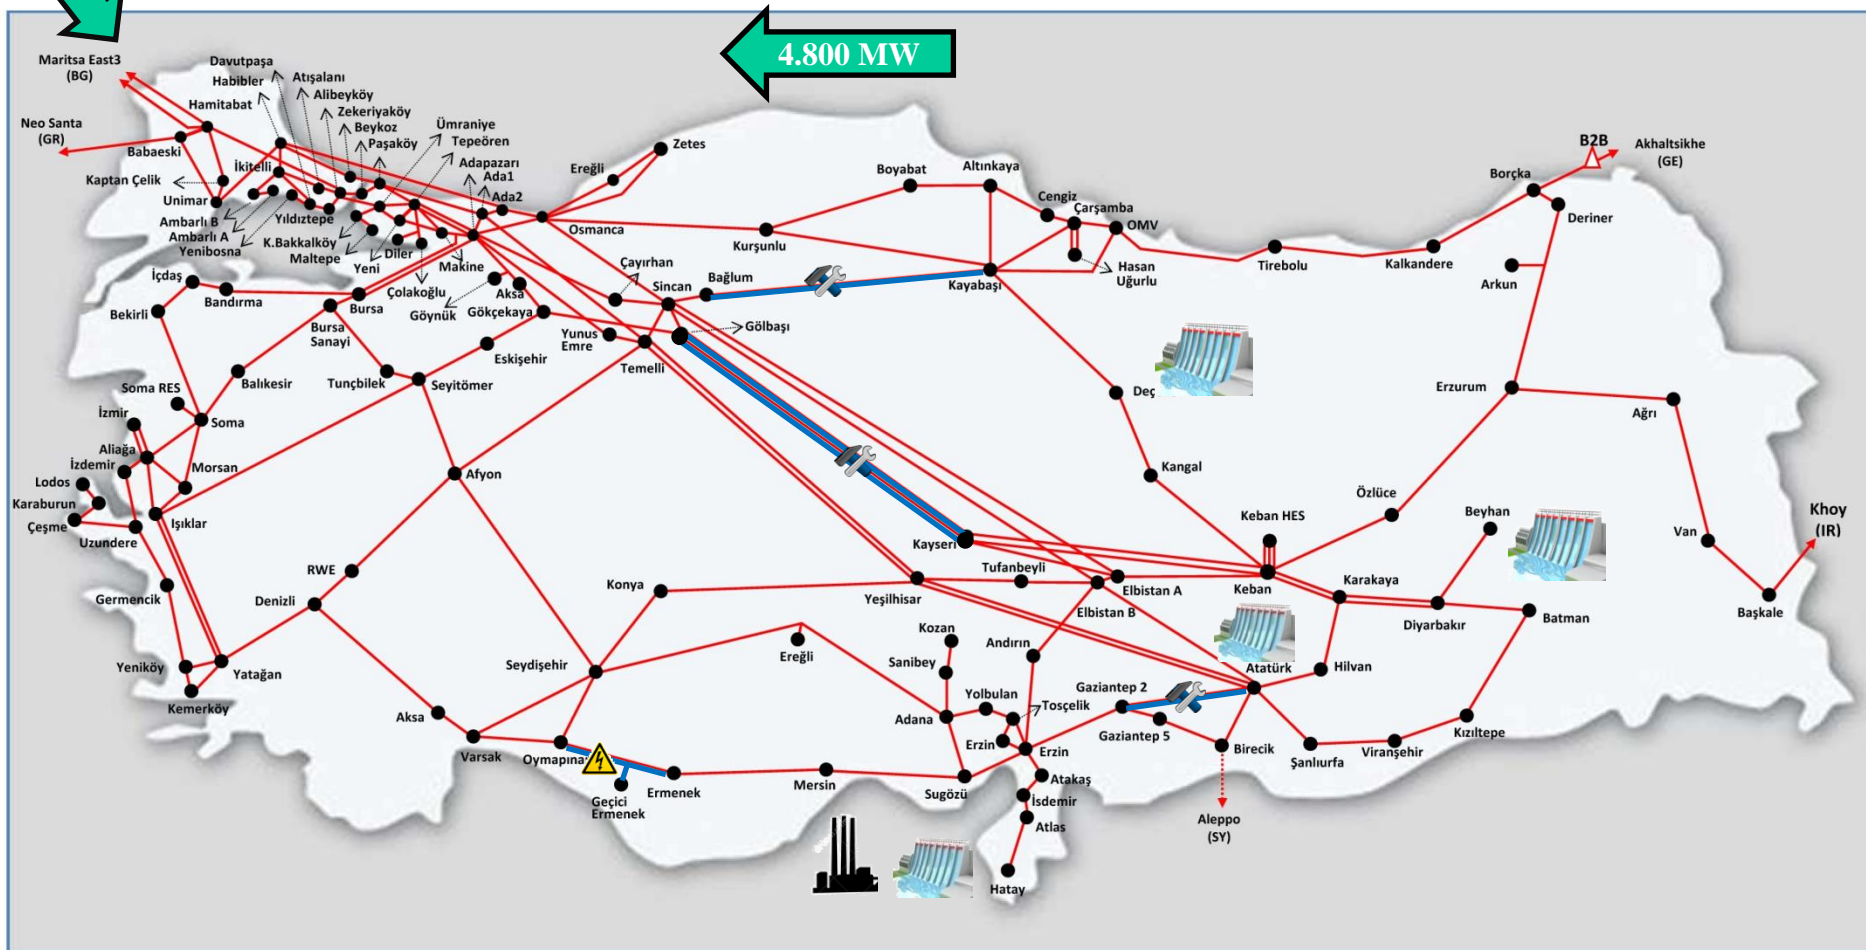 4.800 MW
Maritsa East3
(BG)
Davutpaşa
Habibler
Atışalanı
Hamitabat
Alibeyköy
Zekeriyaköy
Beykoz
Paşaköy
Ümraniye
Tepeören
Adapazarı
Ada1
Ada2
Neo Santa
(GR)
Babaeski
İkitelli
Kaptan Çelik
Unimar
Ambarlı B
Ambarlı A
Yenibosna
Yıldıztepe
K.Bakkalköy
Maltepe
Yeni
Diler
Çolakoğlu
Makine
Göynük
Aksa
Gökçekaya
Ereğli
Zetes
Osmanca
Kurşunlu
Boyabat
Altınkaya
Cengiz
Çarşamba
OMV
Hasan
Uğurlu
Kayabaşı
Tirebolu
Kalkandere
Borçka
B2B
Akhaltsikhe
(GE)
Deriner
Arkun
İçdaş
Bandırma
Bekirli
Bursa
Bursa
Sanayi
Çayırhan
Sincan
Bağlum
Gölbaşı
Yunus
Emre
Temelli
Eskişehir
Balıkesir
Tunçbilek
Seyitömer
Soma RES
Soma
İzmir
Aliağa
İzdemir
Morsan
Lodos
Karaburun
Çeşme
Uzundere
Işıklar
Afyon
Deç
Kangal
Erzurum
Ağrı
Özlüce
Beyhan
Van
Khoy
(IR)
Başkale
Keban HES
Keban
Kayseri
Tufanbeyli
Elbistan A
Elbistan B
Yeşilhisar
Karakaya
Diyarbakır
Batman
RWE
Germencik
Denizli
Konya
Kozan
Andırın
Sanibey
Ereğli
Seydişehir
Yeniköy
Yatağan
Kemerköy
Aksa
Varsak
Oymapına
Geçici
Ermenek
Ermenek
Mersin
Adana
Yolbulan
Tosçelik
Erzin
Erzin
Sugözü
Atakaş
İsdemir
Atlas
Hatay
Gaziantep 2
Gaziantep 5
Atatürk
Hilvan
Birecik
Şanlıurfa
Viranşehir
Kızıltepe
Aleppo
(SY)